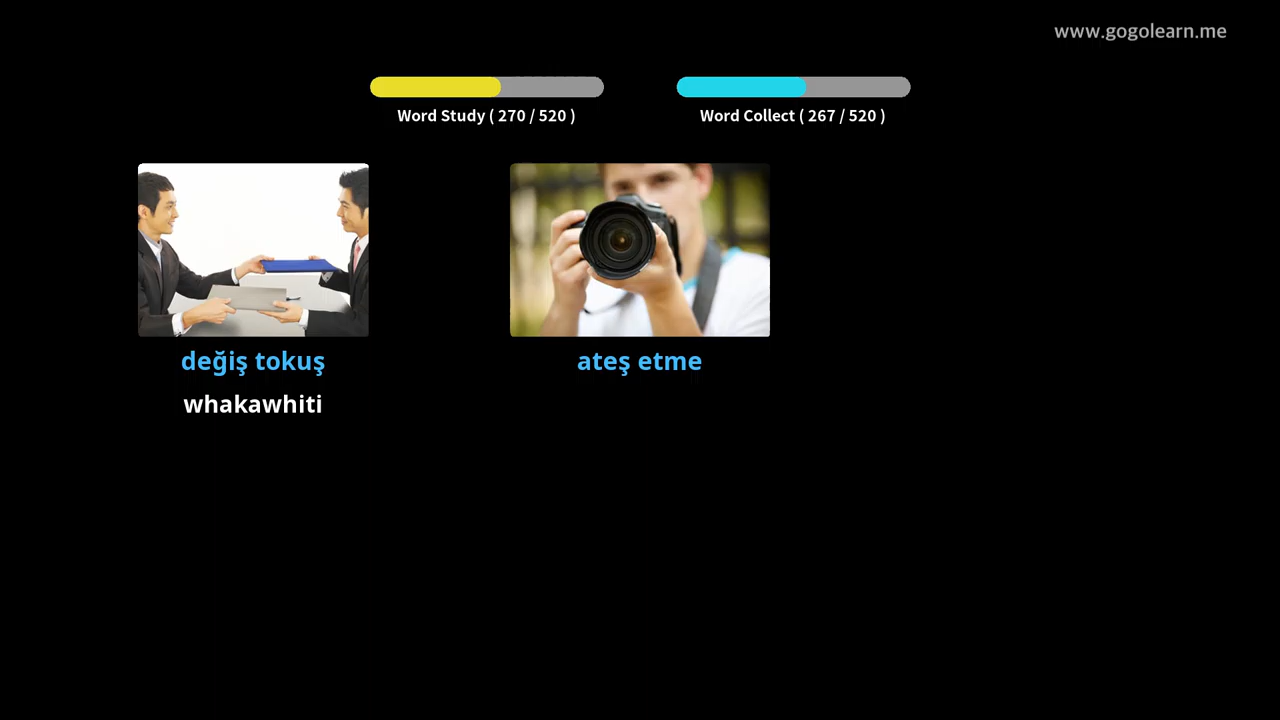 www.gogolearn.me
Word Study ( 270 / 520 )
Word Collect ( 267 / 520 )
değiş tokuş
ateş etme
whakawhiti